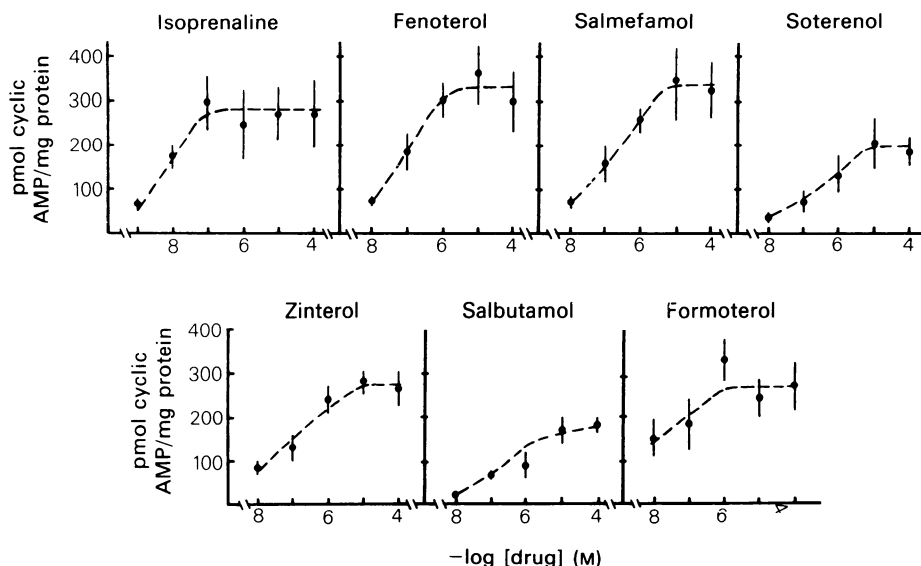 Isoprenaline Fenoterol Salmefamol Soterenol
pmol cyclic
AMP/mg protein
400
300
200
100
8 6 4 8 6 4 8 6 4 8 6 4
Zinterol Salbutamol Formoterol
pmol cyclic
AMP/mg protein
400
300
200
100
8 6 4 8 6 4 8 6 4
−log [drug] (M)